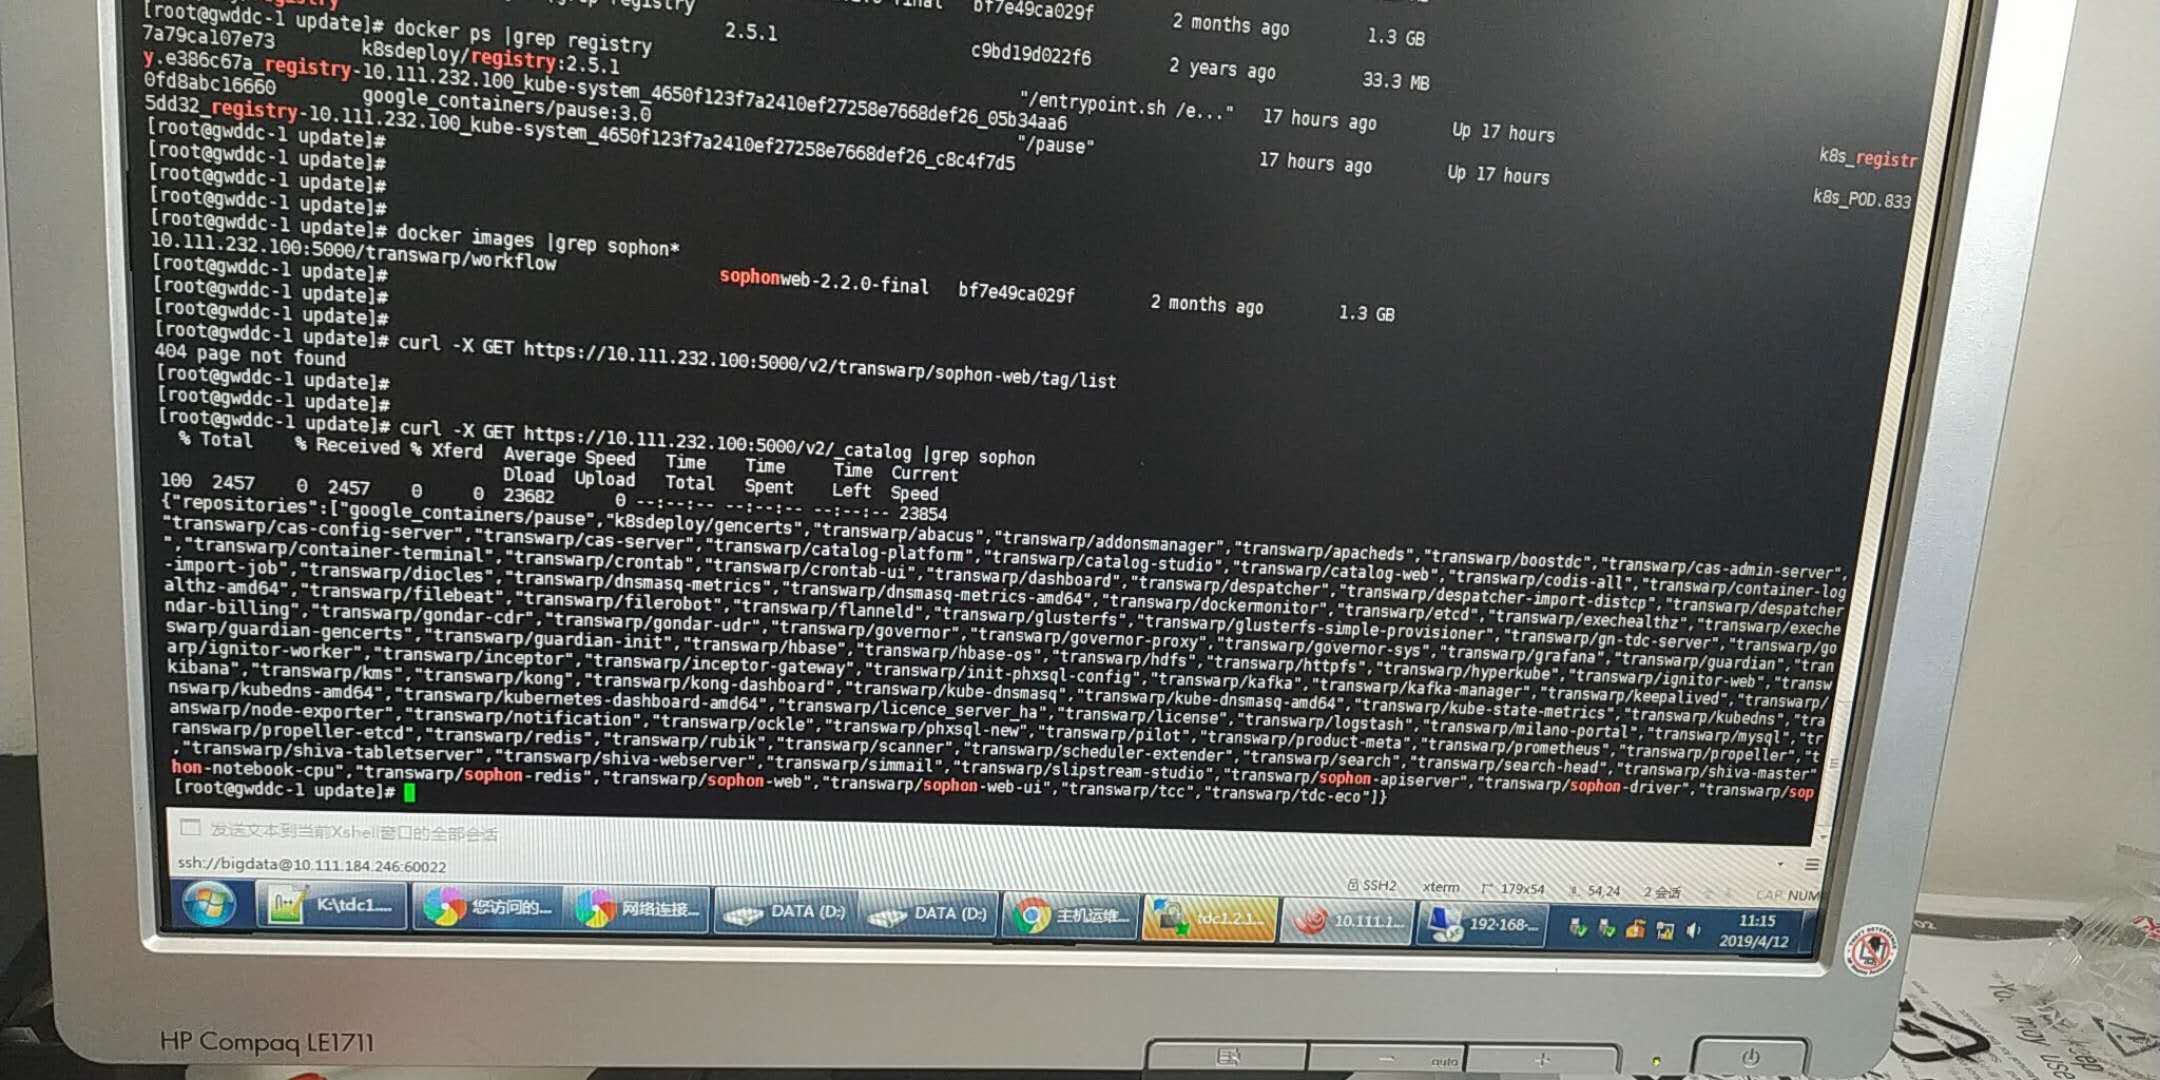 [root@gwddc-1 update]# docker ps |grep registry 2.5.1 c9bd19d022f6 2 years ago 33.3 MB
bf7e49ca029f 2 months ago 1.3 GB
7a79ca107e73 k8sdeploy/registry:2.5.1 "/entrypoint.sh /e..." 17 hours ago Up 17 hours k8s_registr
y.e386c67a_registry-10.111.232.100_kube-system_4650f123f7a2410ef27258e7668def26_05b34aa6
0fd8abc16660 google_containers/pause:3.0 "/pause" 17 hours ago Up 17 hours k8s_POD.833
5dd32_registry-10.111.232.100_kube-system_4650f123f7a2410ef27258e7668def26_c8c4f7d5
[root@gwddc-1 update]#
[root@gwddc-1 update]#
[root@gwddc-1 update]#
[root@gwddc-1 update]#
[root@gwddc-1 update]# docker images |grep sophon*
10.111.232.100:5000/transwarp/workflow sophonweb-2.2.0-final bf7e49ca029f 2 months ago 1.3 GB
[root@gwddc-1 update]#
[root@gwddc-1 update]#
[root@gwddc-1 update]#
[root@gwddc-1 update]# curl -X GET https://10.111.232.100:5000/v2/transwarp/sophon-web/tag/list
404 page not found
[root@gwddc-1 update]#
[root@gwddc-1 update]#
[root@gwddc-1 update]# curl -X GET https://10.111.232.100:5000/v2/_catalog |grep sophon
% Total % Received % Xferd Average Speed Time Time Time Current
Dload Upload Total Spent Left Speed
100 2457 0 2457 0 0 23682 0 --:--:-- --:--:-- --:--:-- 23854
{"repositories":["google_containers/pause","k8sdeploy/gencerts","transwarp/abacus","transwarp/addonsmanager","transwarp/apacheds","transwarp/boostdc","transwarp/cas-admin-server",
"transwarp/cas-config-server","transwarp/cas-server","transwarp/catalog-platform","transwarp/catalog-studio","transwarp/catalog-web","transwarp/codis-all","transwarp/container-log
","transwarp/container-terminal","transwarp/crontab","transwarp/crontab-ui","transwarp/dashboard","transwarp/despatcher","transwarp/despatcher-import-distcp","transwarp/despatcher
-import-job","transwarp/diocles","transwarp/dnsmasq-metrics","transwarp/dnsmasq-metrics-amd64","transwarp/dockermonitor","transwarp/etcd","transwarp/exechealthz","transwarp/exeche
althz-amd64","transwarp/filebeat","transwarp/filerobot","transwarp/flanneld","transwarp/glusterfs","transwarp/glusterfs-simple-provisioner","transwarp/gn-tdc-server","transwarp/go
ndar-billing","transwarp/gondar-cdr","transwarp/gondar-udr","transwarp/governor","transwarp/governor-proxy","transwarp/governor-sys","transwarp/grafana","transwarp/guardian","tran
swarp/guardian-gencerts","transwarp/guardian-init","transwarp/hbase","transwarp/hbase-os","transwarp/hdfs","transwarp/httpfs","transwarp/hyperkube","transwarp/ignitor-web","transw
arp/ignitor-worker","transwarp/inceptor","transwarp/inceptor-gateway","transwarp/init-phxsql-config","transwarp/kafka","transwarp/kafka-manager","transwarp/keepalived","transwarp/
kibana","transwarp/kms","transwarp/kong","transwarp/kong-dashboard","transwarp/kube-dnsmasq","transwarp/kube-dnsmasq-amd64","transwarp/kube-state-metrics","transwarp/kubedns","tra
nswarp/kubedns-amd64","transwarp/kubernetes-dashboard-amd64","transwarp/licence_server_ha","transwarp/license","transwarp/logstash","transwarp/milano-portal","transwarp/mysql","tr
answarp/node-exporter","transwarp/notification","transwarp/ockle","transwarp/phxsql-new","transwarp/pilot","transwarp/product-meta","transwarp/prometheus","transwarp/propeller","t
ranswarp/propeller-etcd","transwarp/redis","transwarp/rubik","transwarp/scanner","transwarp/scheduler-extender","transwarp/search","transwarp/search-head","transwarp/shiva-master"
,"transwarp/shiva-tabletserver","transwarp/shiva-webserver","transwarp/simmail","transwarp/slipstream-studio","transwarp/sophon-apiserver","transwarp/sophon-driver","transwarp/sop
hon-notebook-cpu","transwarp/sophon-redis","transwarp/sophon-web","transwarp/sophon-web-ui","transwarp/tcc","transwarp/tdc-eco"]}
[root@gwddc-1 update]#
发送文本到当前Xshell窗口的全部会话
ssh://bigdata@10.111.184.246:60022
SSH2 xterm 179x54 54,24 2 会话 CAP NUM
K:\tdc1.... 您访问的... 网络连接... DATA (D:) DATA (D:) 主机运维... tdc1.2.1... 10.111.1... 192-168-... 11:15
2019/4/12
HP Compaq LE1711
auto